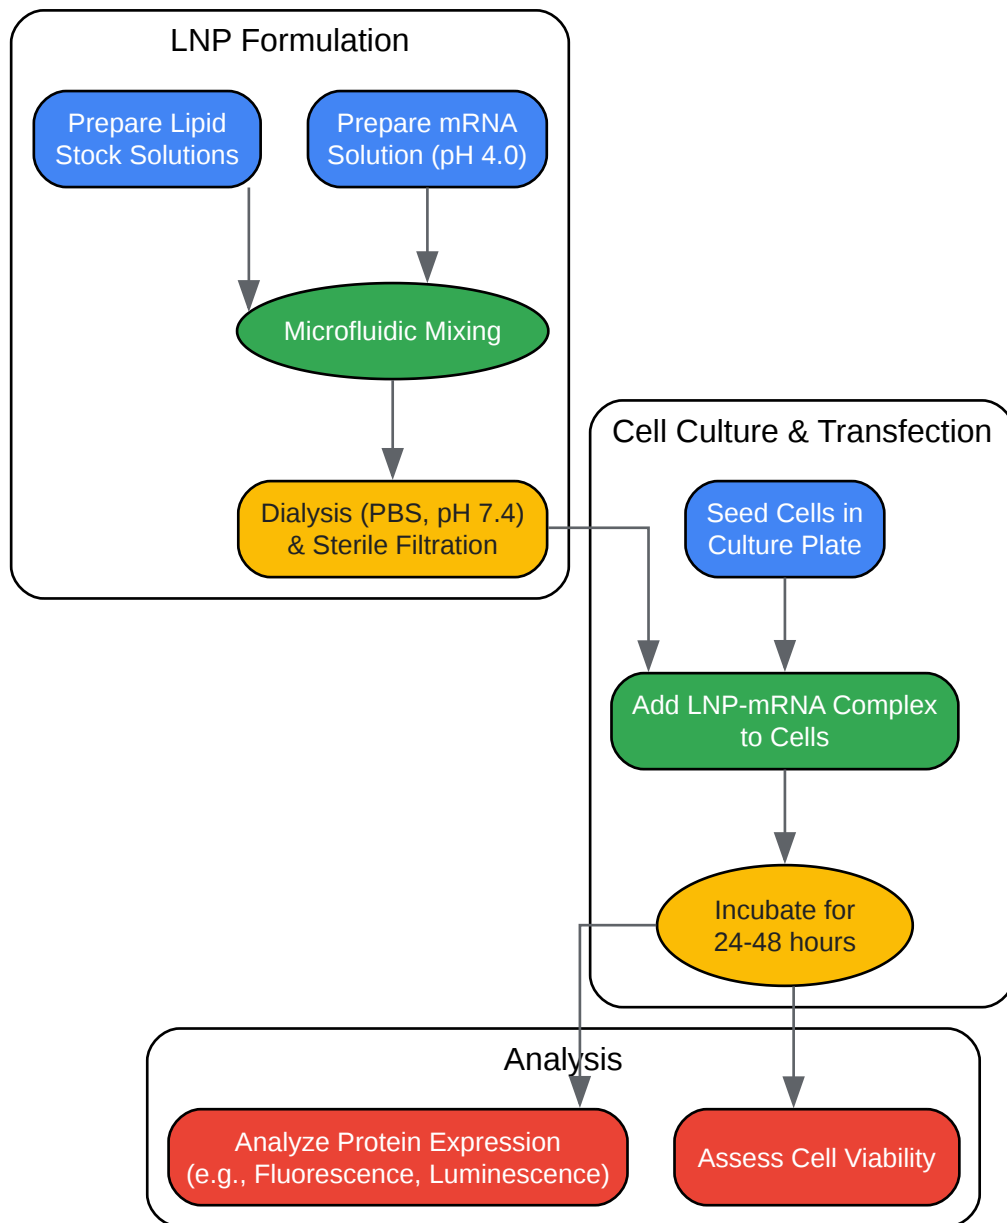 LNP Formulation
Prepare Lipid
Stock Solutions
Prepare mRNA
Solution (pH 4.0)
Microfluidic Mixing
Dialysis (PBS, pH 7.4)
& Sterile Filtration
Cell Culture & Transfection
Seed Cells in
Culture Plate
Add LNP-mRNA Complex
to Cells
Incubate for
24-48 hours
Analysis
Analyze Protein Expression
(e.g., Fluorescence, Luminescence)
Assess Cell Viability